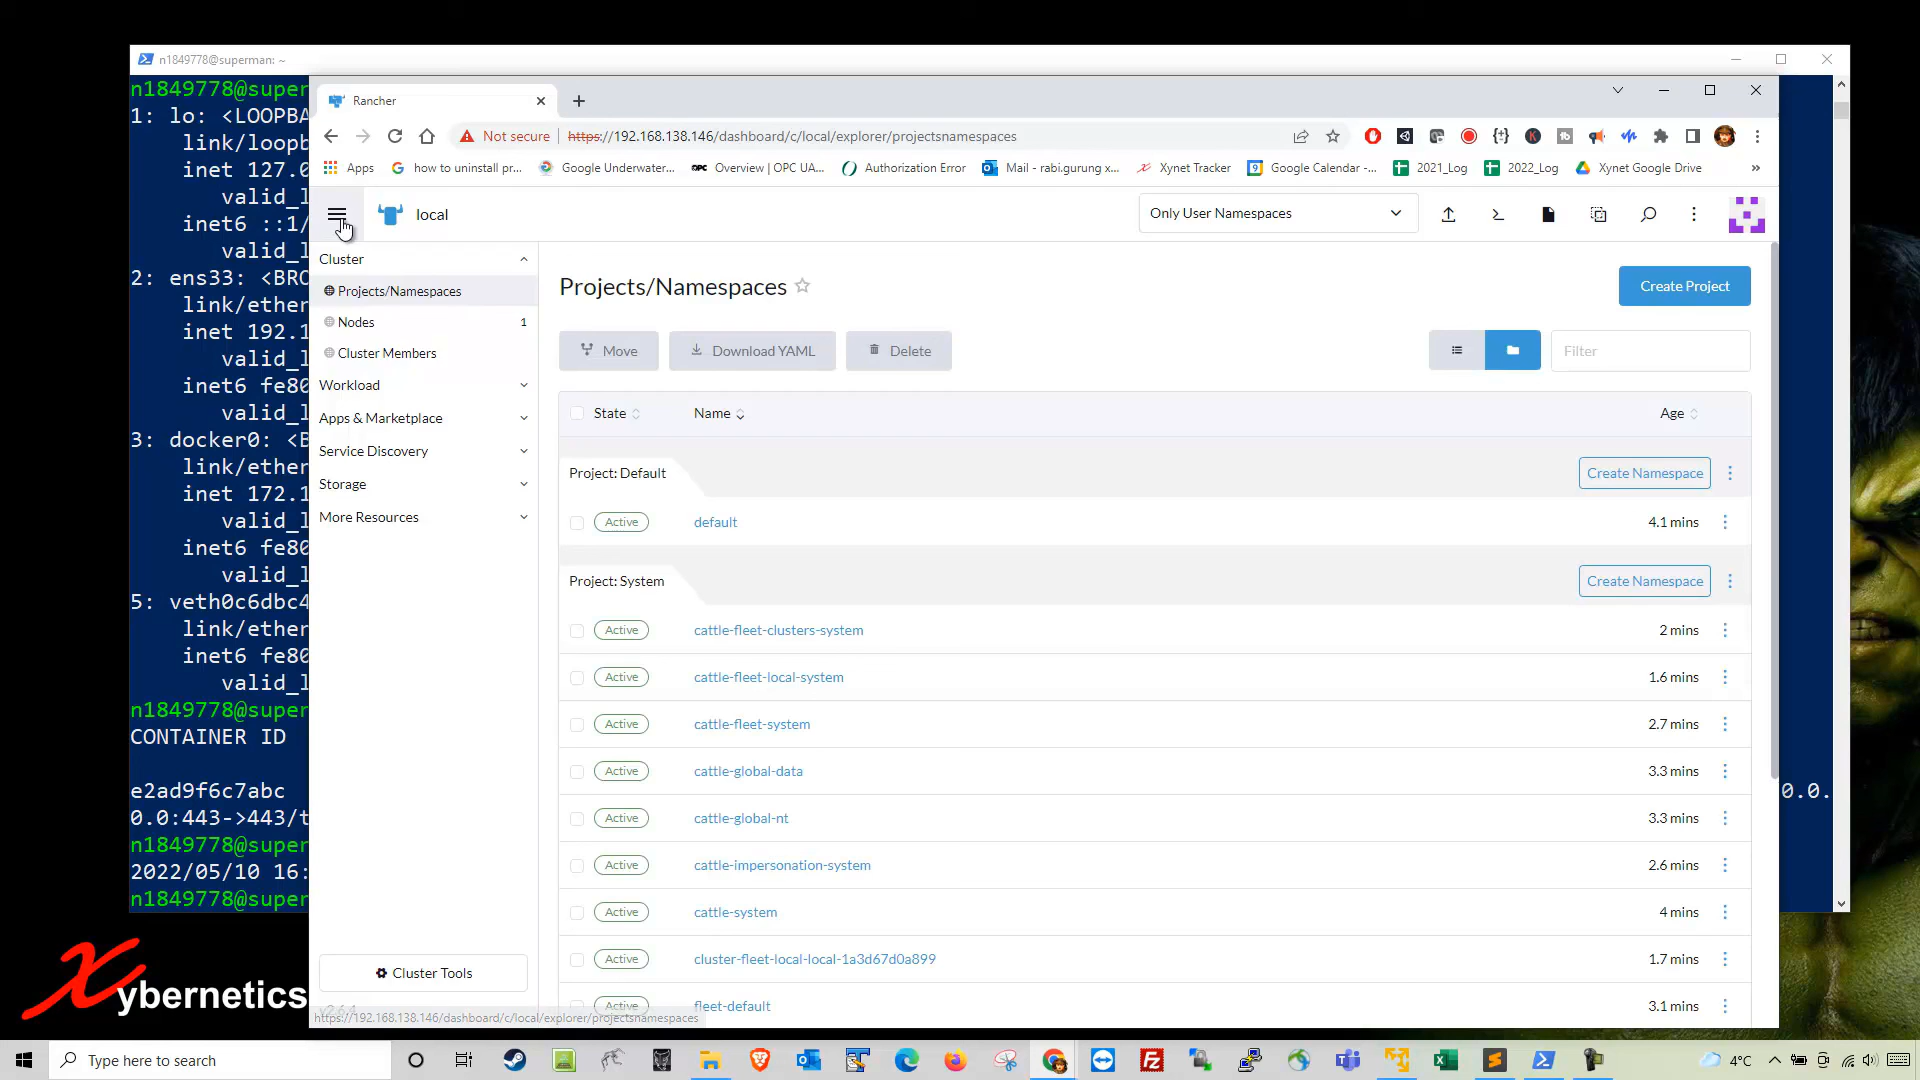 n1849778@superman: ~
n1849778@super
1: lo: <LOOPBA
link/loopb
inet 127.0
valid_l
inet6 ::1/
valid_l
2: ens33: <BRO
link/ether
inet 192.1
valid_l
inet6 fe80
valid_l
3: docker0: <B
link/ether
inet 172.1
valid_l
inet6 fe80
valid_l
5: veth0c6dbc4
link/ether
inet6 fe80
valid_l
n1849778@super
CONTAINER ID
e2ad9f6c7abc
0.0.
0.0:443->443/t
n1849778@super
2022/05/10 16:
n1849778@super
Rancher
Not secure https://192.168.138.146/dashboard/c/local/explorer/projectsnamespaces
Apps how to uninstall pr... Google Underwater... Overview | OPC UA... Authorization Error Mail - rabi.gurung x... Xynet Tracker Google Calendar -... 2021_Log 2022_Log Xynet Google Drive »
local
Only User Namespaces
Cluster
Projects/Namespaces
Nodes 1
Cluster Members
Workload
Apps & Marketplace
Service Discovery
Storage
More Resources
Cluster Tools
v2.6.4
https://192.168.138.146/dashboard/c/local/explorer/projectsnamespaces
Projects/Namespaces
Create Project
Move Download YAML Delete
Filter
State Name Age
Project: Default Create Namespace
Active default 4.1 mins
Project: System Create Namespace
Active cattle-fleet-clusters-system 2 mins
Active cattle-fleet-local-system 1.6 mins
Active cattle-fleet-system 2.7 mins
Active cattle-global-data 3.3 mins
Active cattle-global-nt 3.3 mins
Active cattle-impersonation-system 2.6 mins
Active cattle-system 4 mins
Active cluster-fleet-local-local-1a3d67d0a899 1.7 mins
Active fleet-default 3.1 mins
Xybernetics
Type here to search
4°C